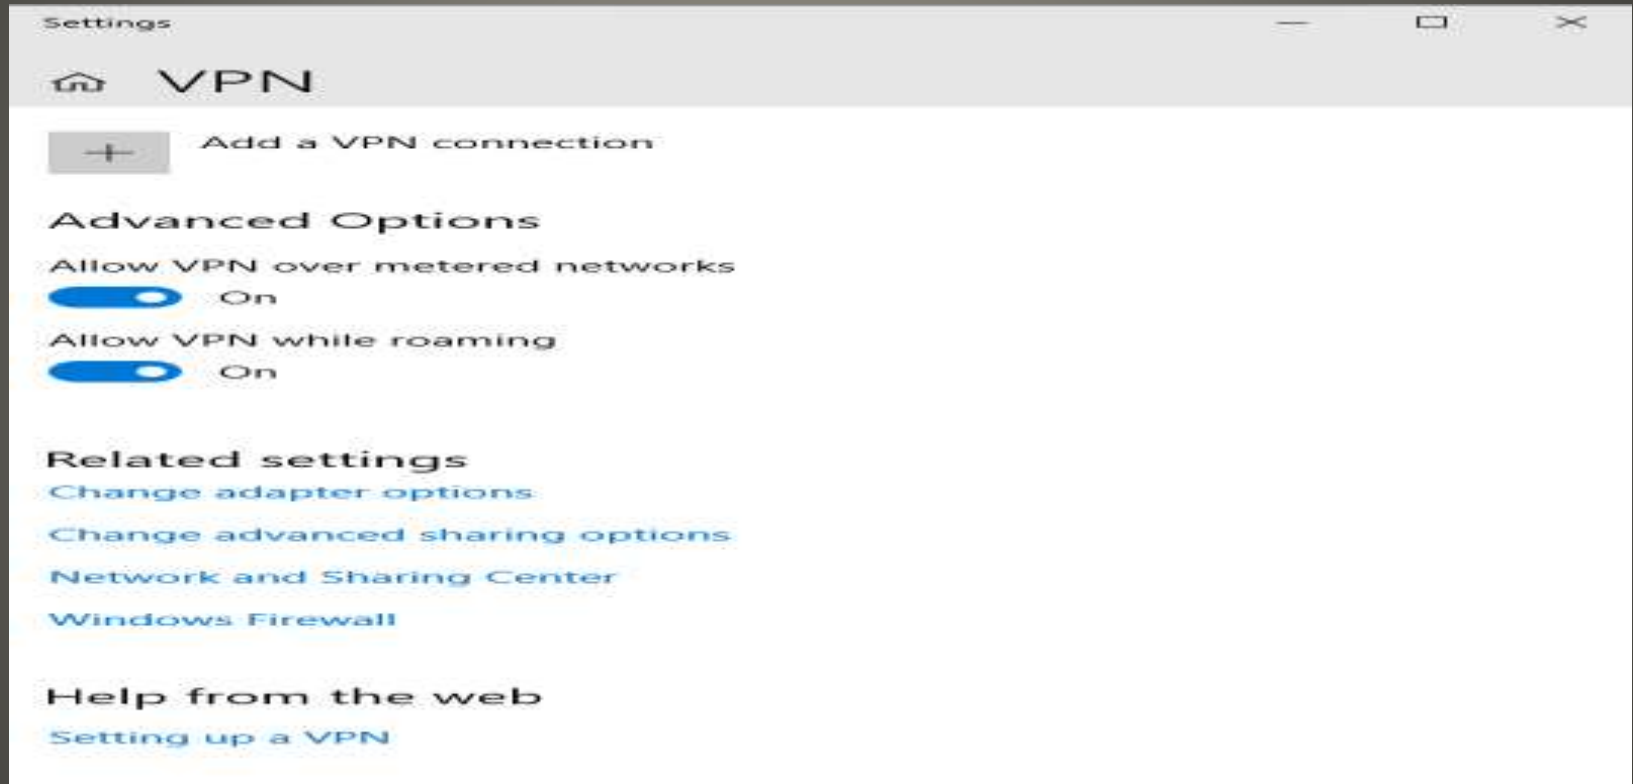 Settings
VPN
Add a VPN connection
Advanced Options
Allow VPN over metered networks
On
Allow VPN while roaming
On
Related settings
Change adapter options
Change advanced sharing options
Network and Sharing Center
Windows Firewall
Help from the web
Setting up a VPN